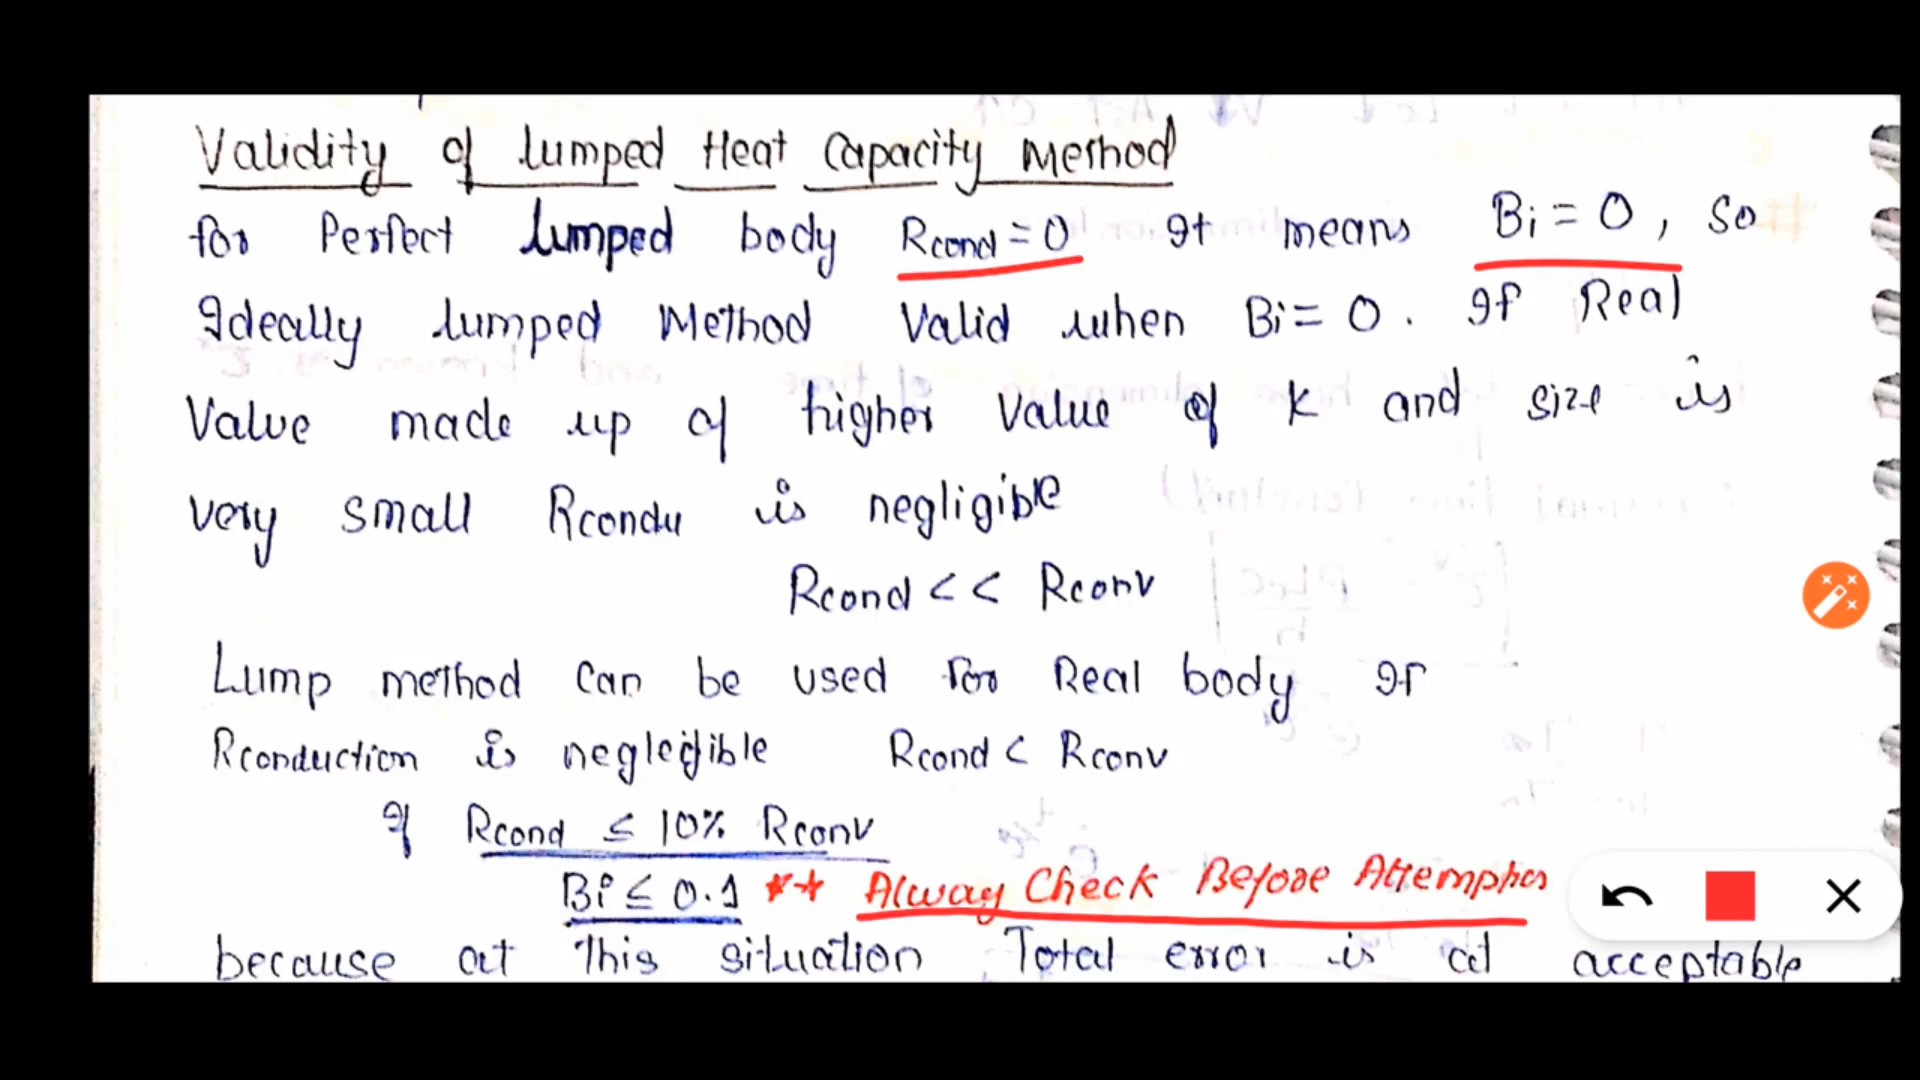 Validity of Lumped Heat Capacity Method
for Perfect Lumped body Rcond = 0 It means Bi = 0, so
Ideally Lumped Method Valid when Bi = 0. If Real
Value made up of higher Value of k and size is
very small Rcondu is negligible
Rcond << Rconv
Lump method Can be used for Real body If
Rconduction isneglegible Rcond < Rconv
If Rcond ≤ 10% Rconv
Bi ≤ 0.1 ** Alway Check Before
because at This situation Total error is at acceptable